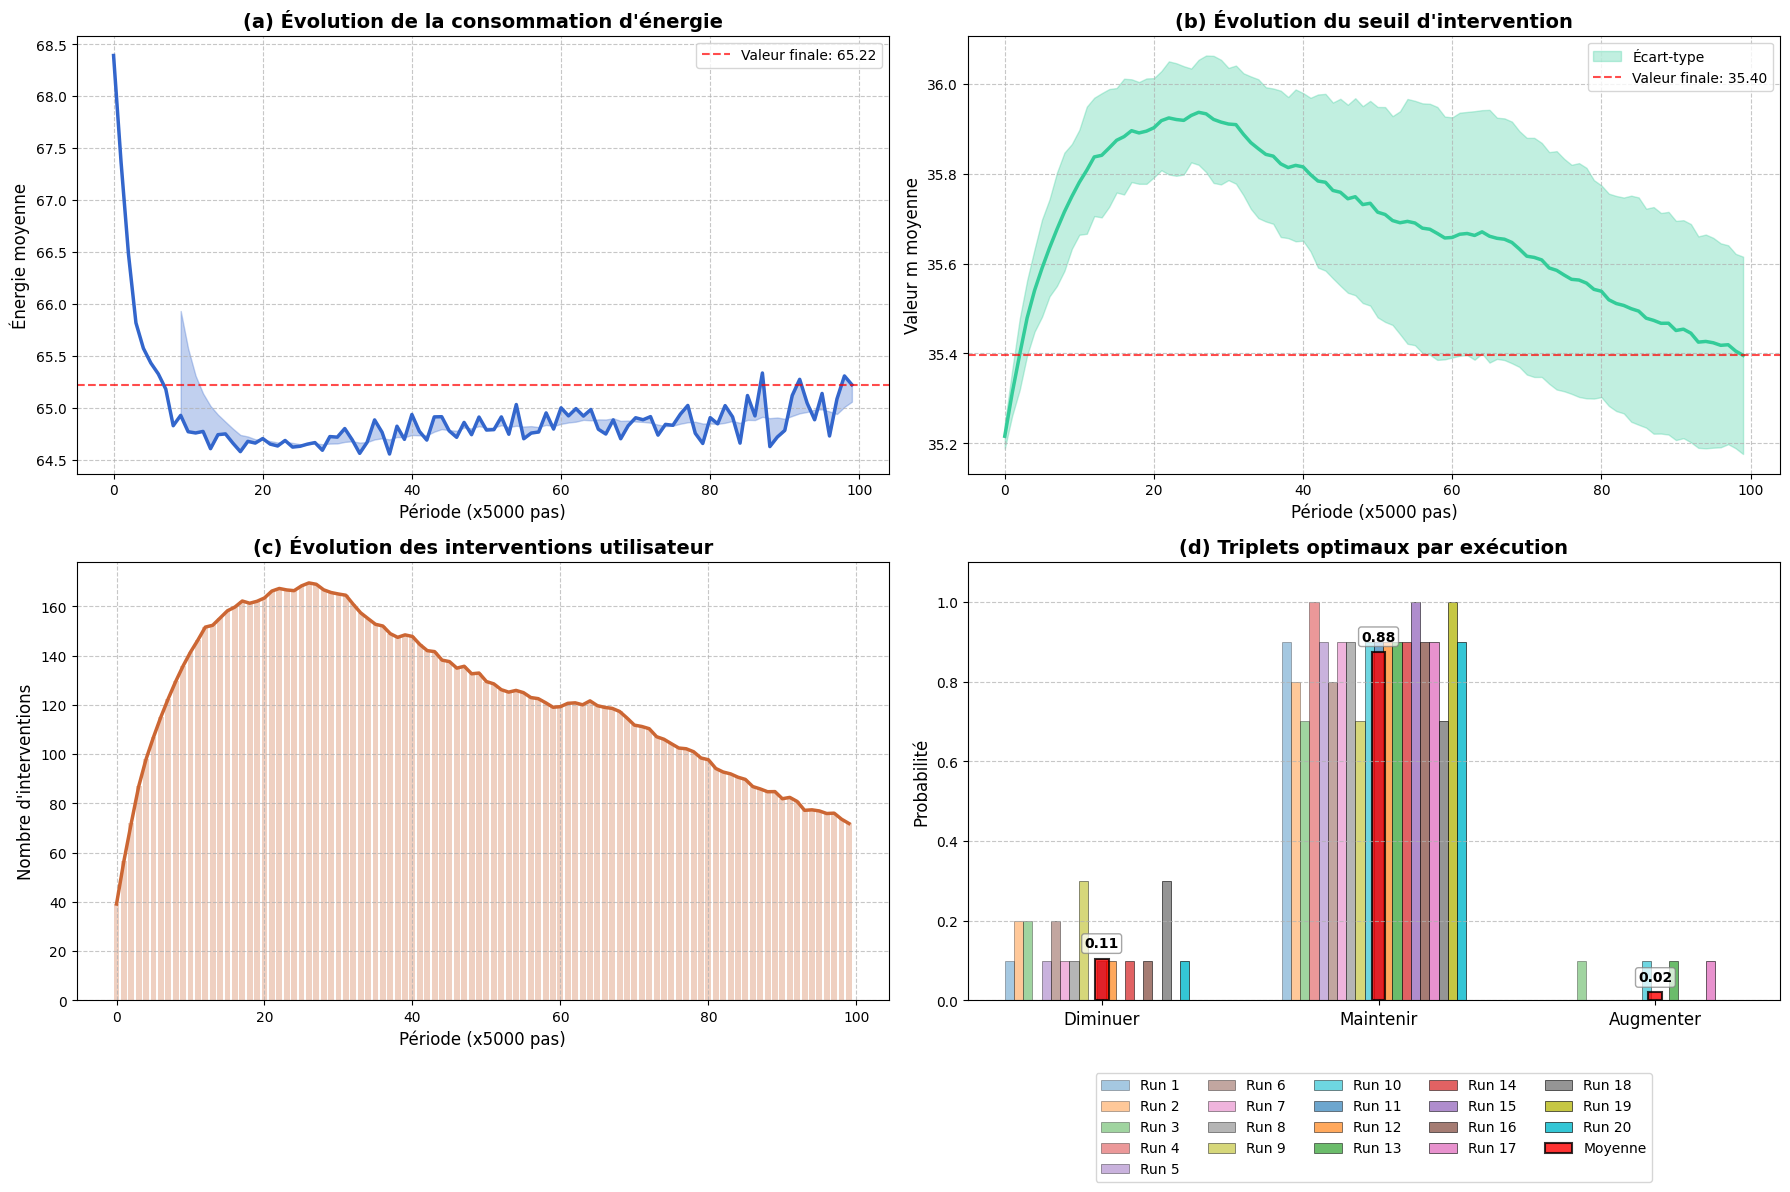 (a) Évolution de la consommation d'énergie
68.5
68.0
67.5
67.0
66.5
66.0
65.5
65.0
64.5
Énergie moyenne
Valeur finale: 65.22
0 20 40 60 80 100
Période (x5000 pas)
(b) Évolution du seuil d'intervention
36.0
35.8
35.6
35.4
35.2
Valeur m moyenne
Écart-type
Valeur finale: 35.40
0 20 40 60 80 100
Période (x5000 pas)
(c) Évolution des interventions utilisateur
160
140
120
100
80
60
40
20
0
Nombre d'interventions
0 20 40 60 80 100
Période (x5000 pas)
(d) Triplets optimaux par exécution
1.0
0.8
0.6
0.4
0.2
0.0
Probabilité
0.11
0.88
0.02
Diminuer Maintenir Augmenter
Run 1 Run 6 Run 10 Run 14 Run 18
Run 2 Run 7 Run 11 Run 15 Run 19
Run 3 Run 8 Run 12 Run 16 Run 20
Run 4 Run 9 Run 13 Run 17 Moyenne
Run 5